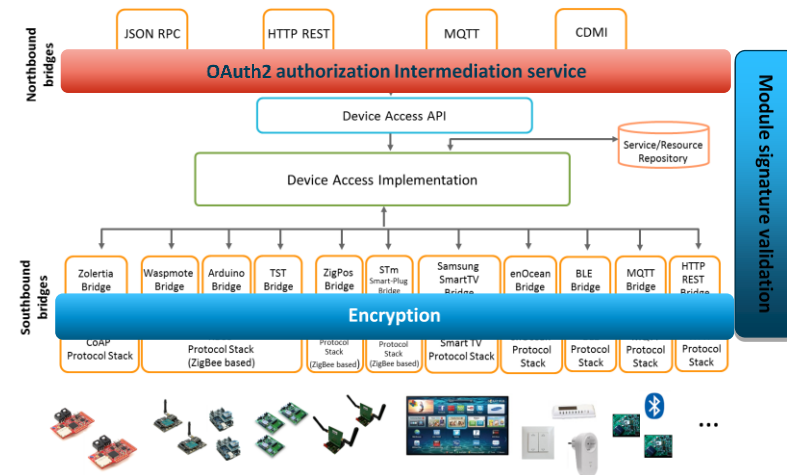 Northbound
bridges
JSON RPC
HTTP REST
MQTT
CDMI
OAuth2 authorization Intermediation service
Module signature validation
Device Access API
Service/Resource
Repository
Device Access Implementation
Southbound
bridges
Zolertia
Bridge
Waspmote
Bridge
Arduino
Bridge
TST
Bridge
ZigPos
Bridge
STm
Smart-Plug
Bridge
Samsung
SmartTV
Bridge
enOcean
Bridge
BLE
Bridge
MQTT
Bridge
HTTP
REST
Bridge
Encryption
CoAP
Protocol Stack
Protocol Stack
(ZigBee based)
Protocol
Stack
(ZigBee based)
Protocol
Stack
(ZigBee based)
Smart TV
Protocol Stack
Protocol
Stack
Protocol
Stack
Protocol
Stack
Protocol
Stack
...